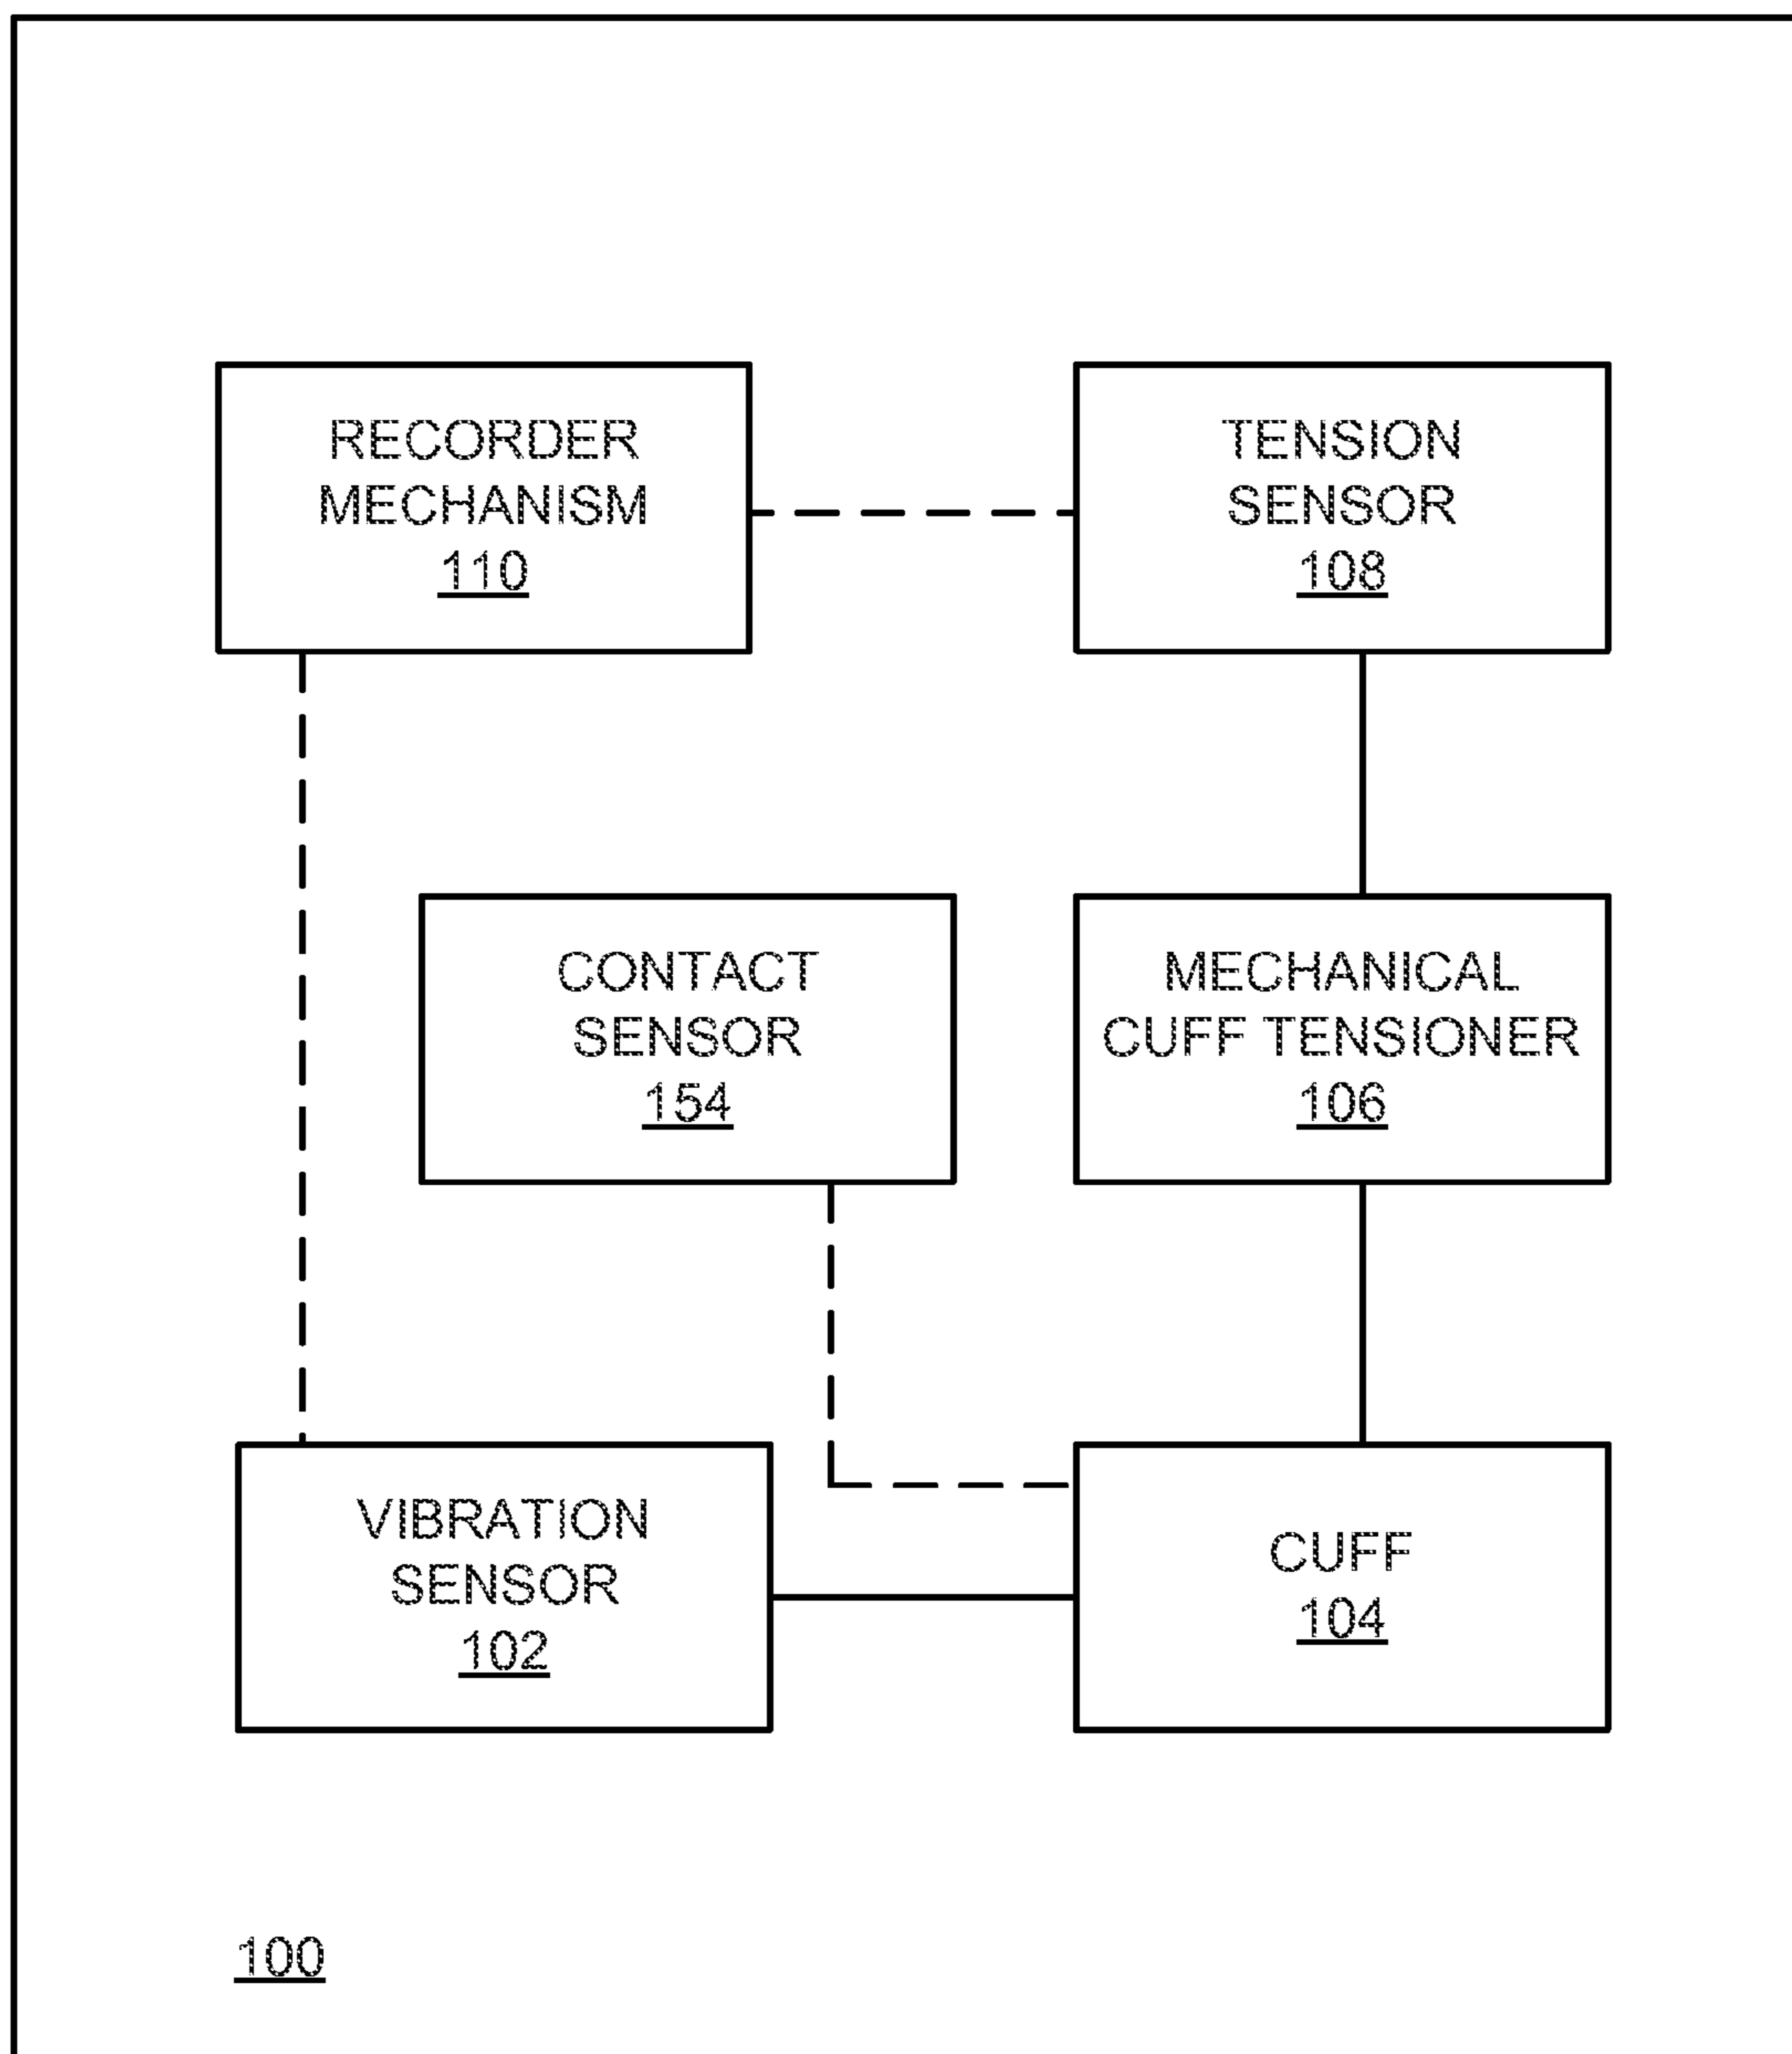 RECORDER
MECHANISM
110
TENSION
SENSOR
108
CONTACT
SENSOR
154
MECHANICAL
CUFF TENSIONER
106
VIBRATION
SENSOR
102
CUFF
104
100